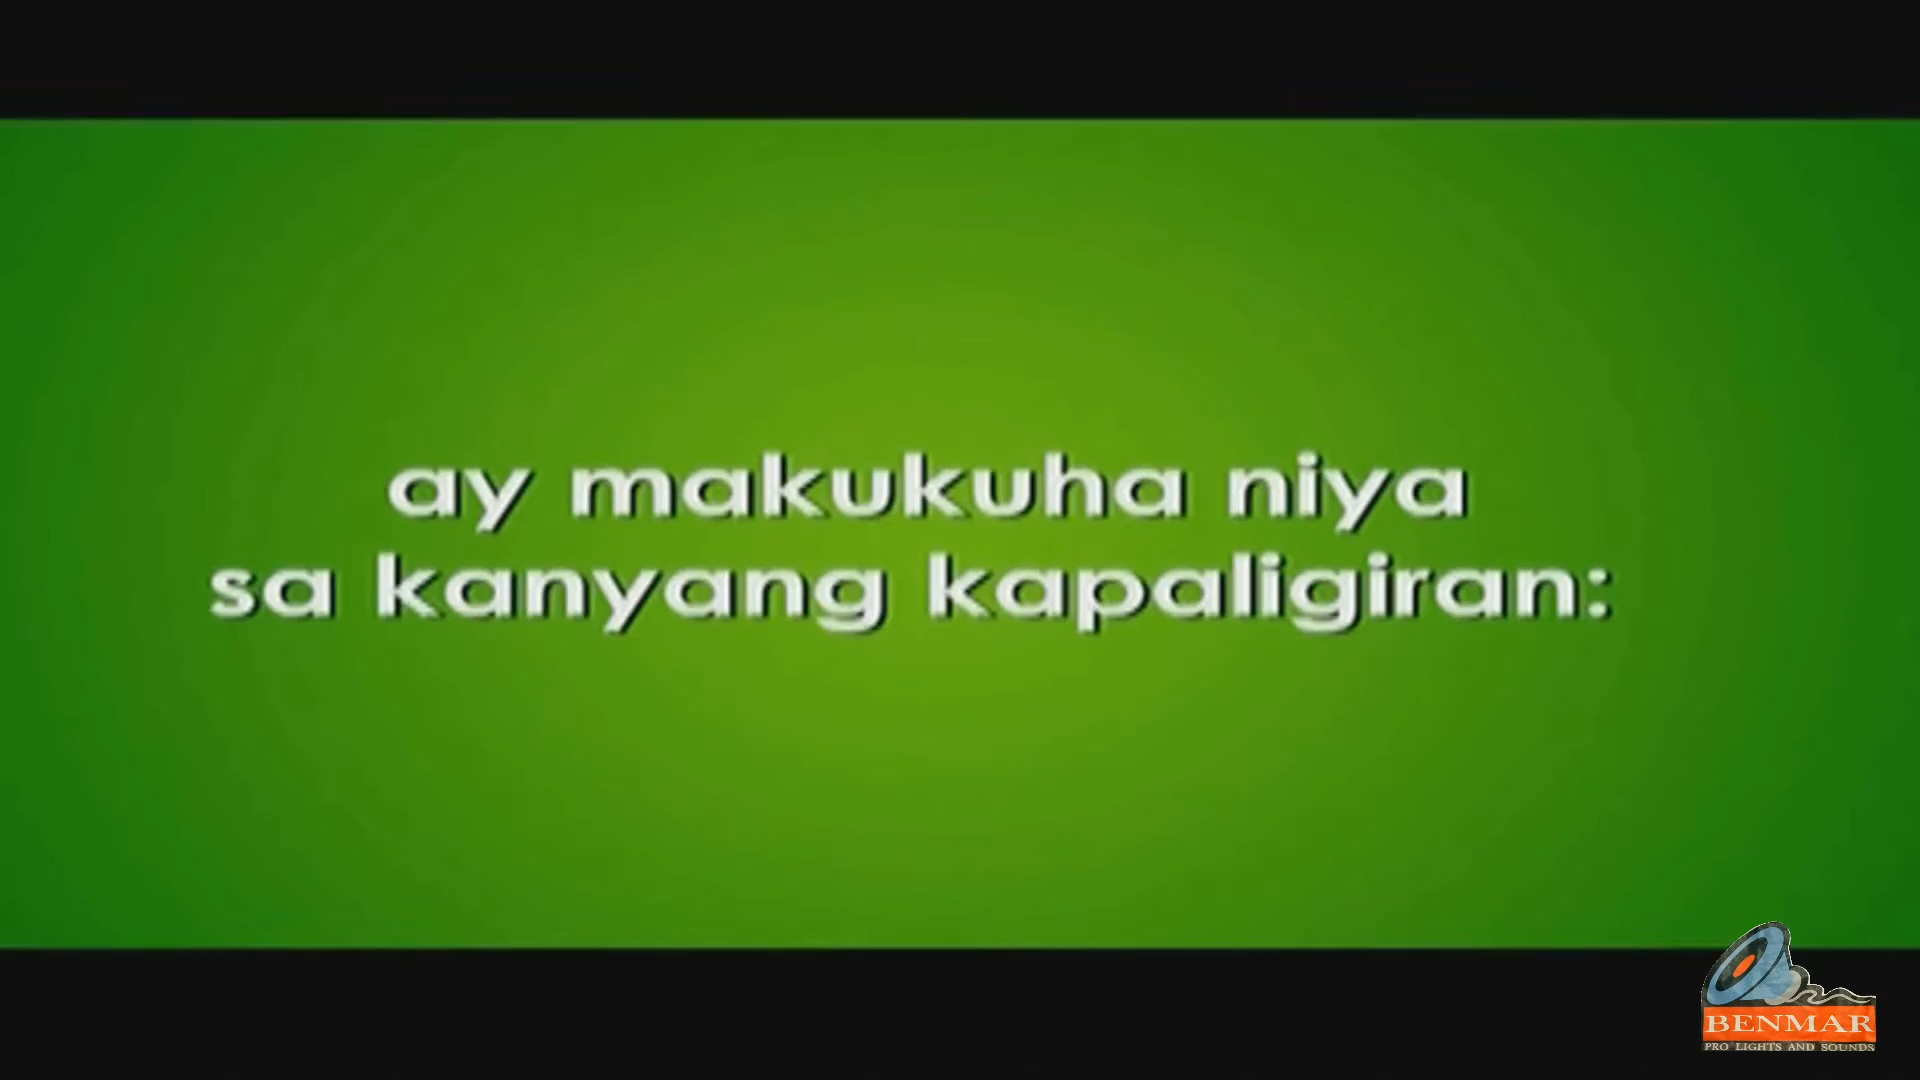 ay makukuha niya
sa kanyang kapaligiran:
BENMAR
PRO LIGHTS AND SOUNDS